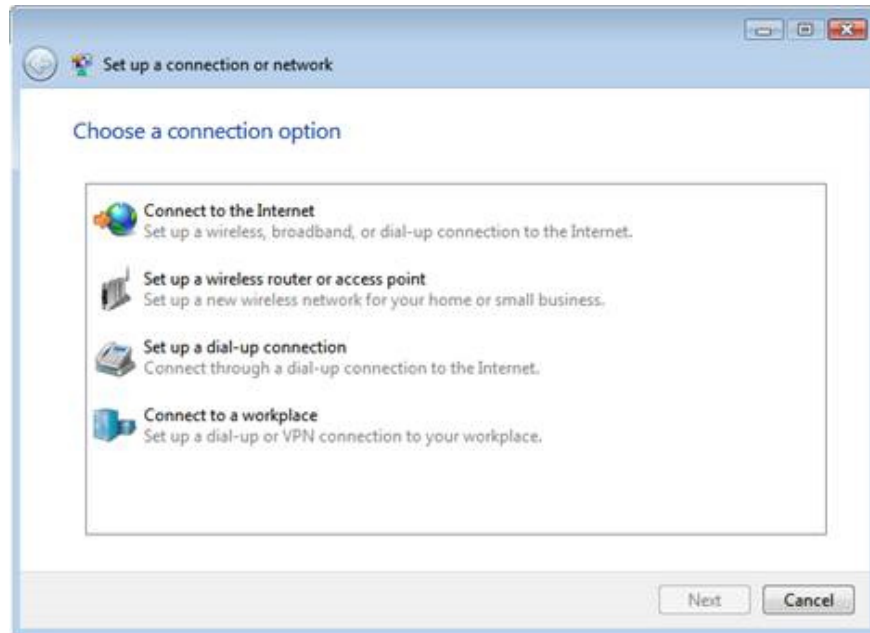 Set up a connection or network
Choose a connection option
Connect to the Internet
Set up a wireless, broadband, or dial-up connection to the Internet.
Set up a wireless router or access point
Set up a new wireless network for your home or small business.
Set up a dial-up connection
Connect through a dial-up connection to the Internet.
Connect to a workplace
Set up a dial-up or VPN connection to your workplace.
Next Cancel